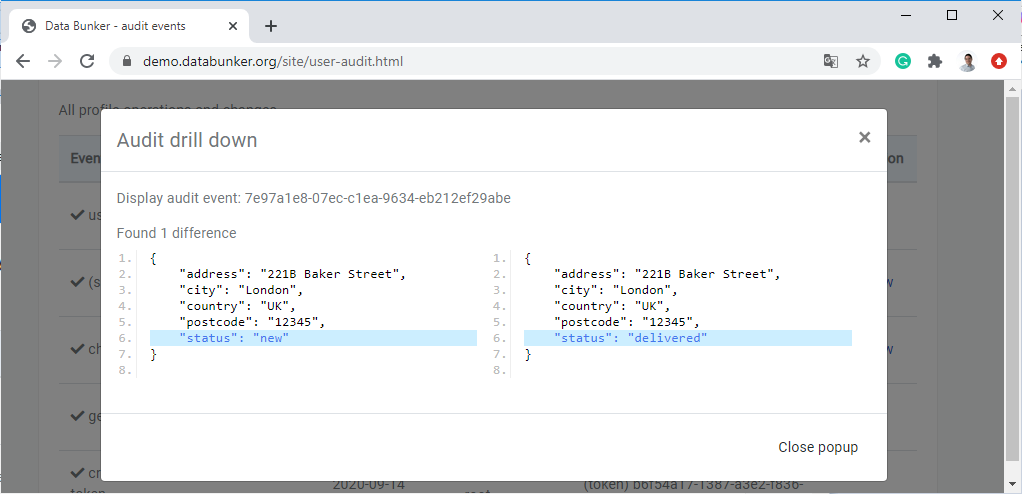 Data Bunker - audit events
demo.databunker.org/site/user-audit.html
All profile operations and changes
Audit drill down
×
Even
on
Display audit event: 7e97a1e8-07ec-c1ea-9634-eb212ef29abe
us
Found 1 difference
1. {
2. "address": "221B Baker Street",
3. "city": "London",
4. "country": "UK",
5. "postcode": "12345",
6. "status": "new"
7. }
8.
1. {
2. "address": "221B Baker Street",
3. "city": "London",
4. "country": "UK",
5. "postcode": "12345",
6. "status": "delivered"
7. }
8.
(s
w
ch
w
ge
Close popup
cr
2020-09-14
(token) b6f54a17-1387-a3e2-f836-
token
root